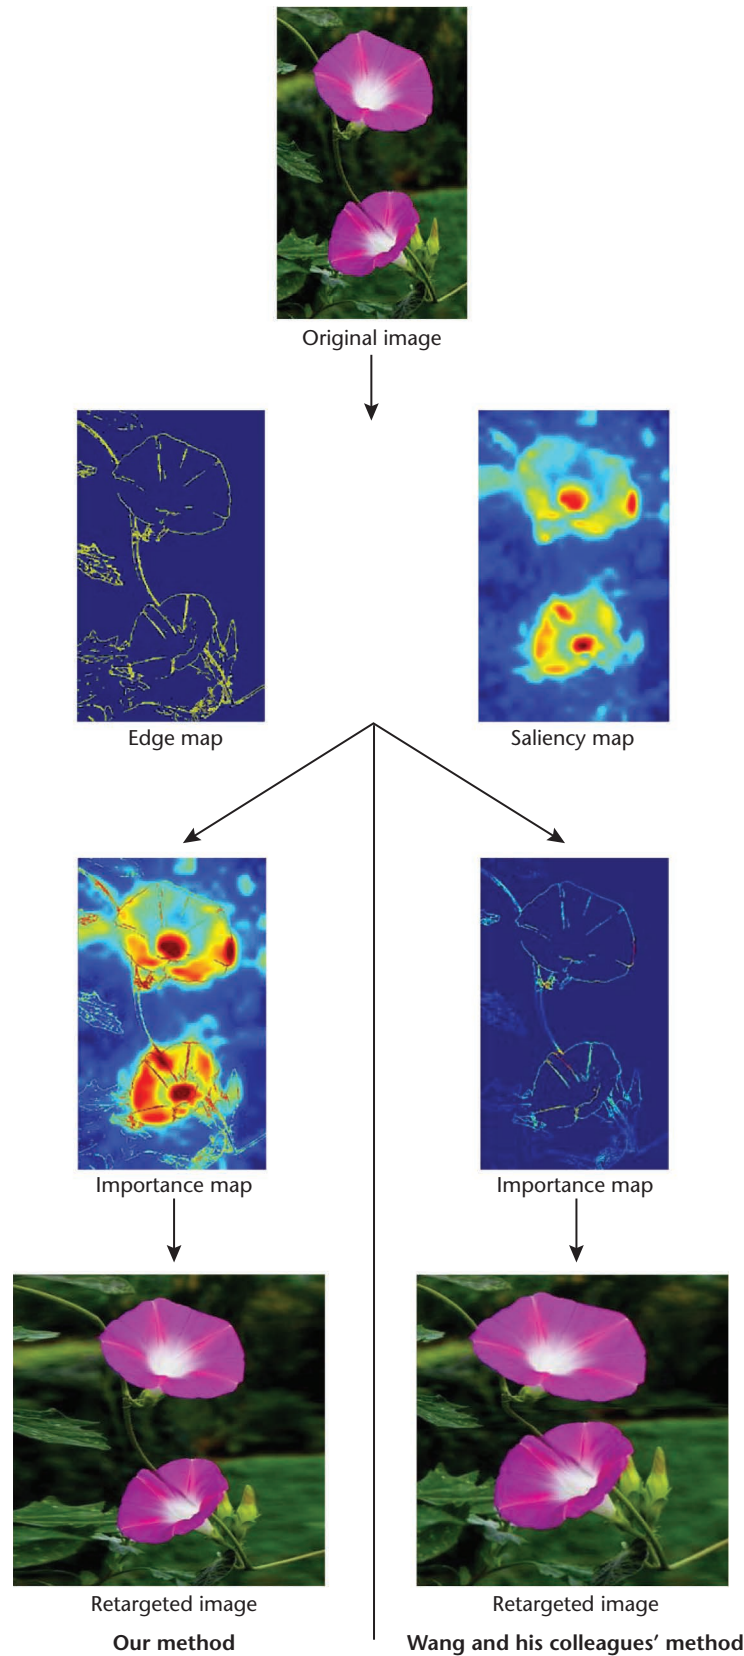 Original image
Edge map
Saliency map
Importance map
Importance map
Retargeted image
Retargeted image
Our method
Wang and his colleagues’ method